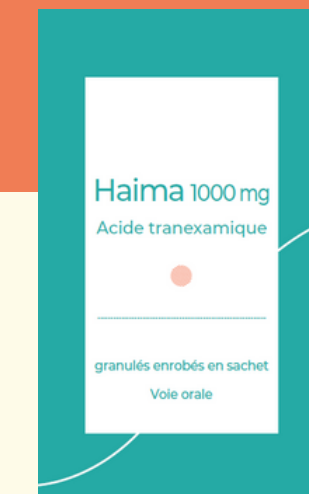 Haima 1000 mg
Acide tranexamique
granulés enrobés en sachet
Voie orale